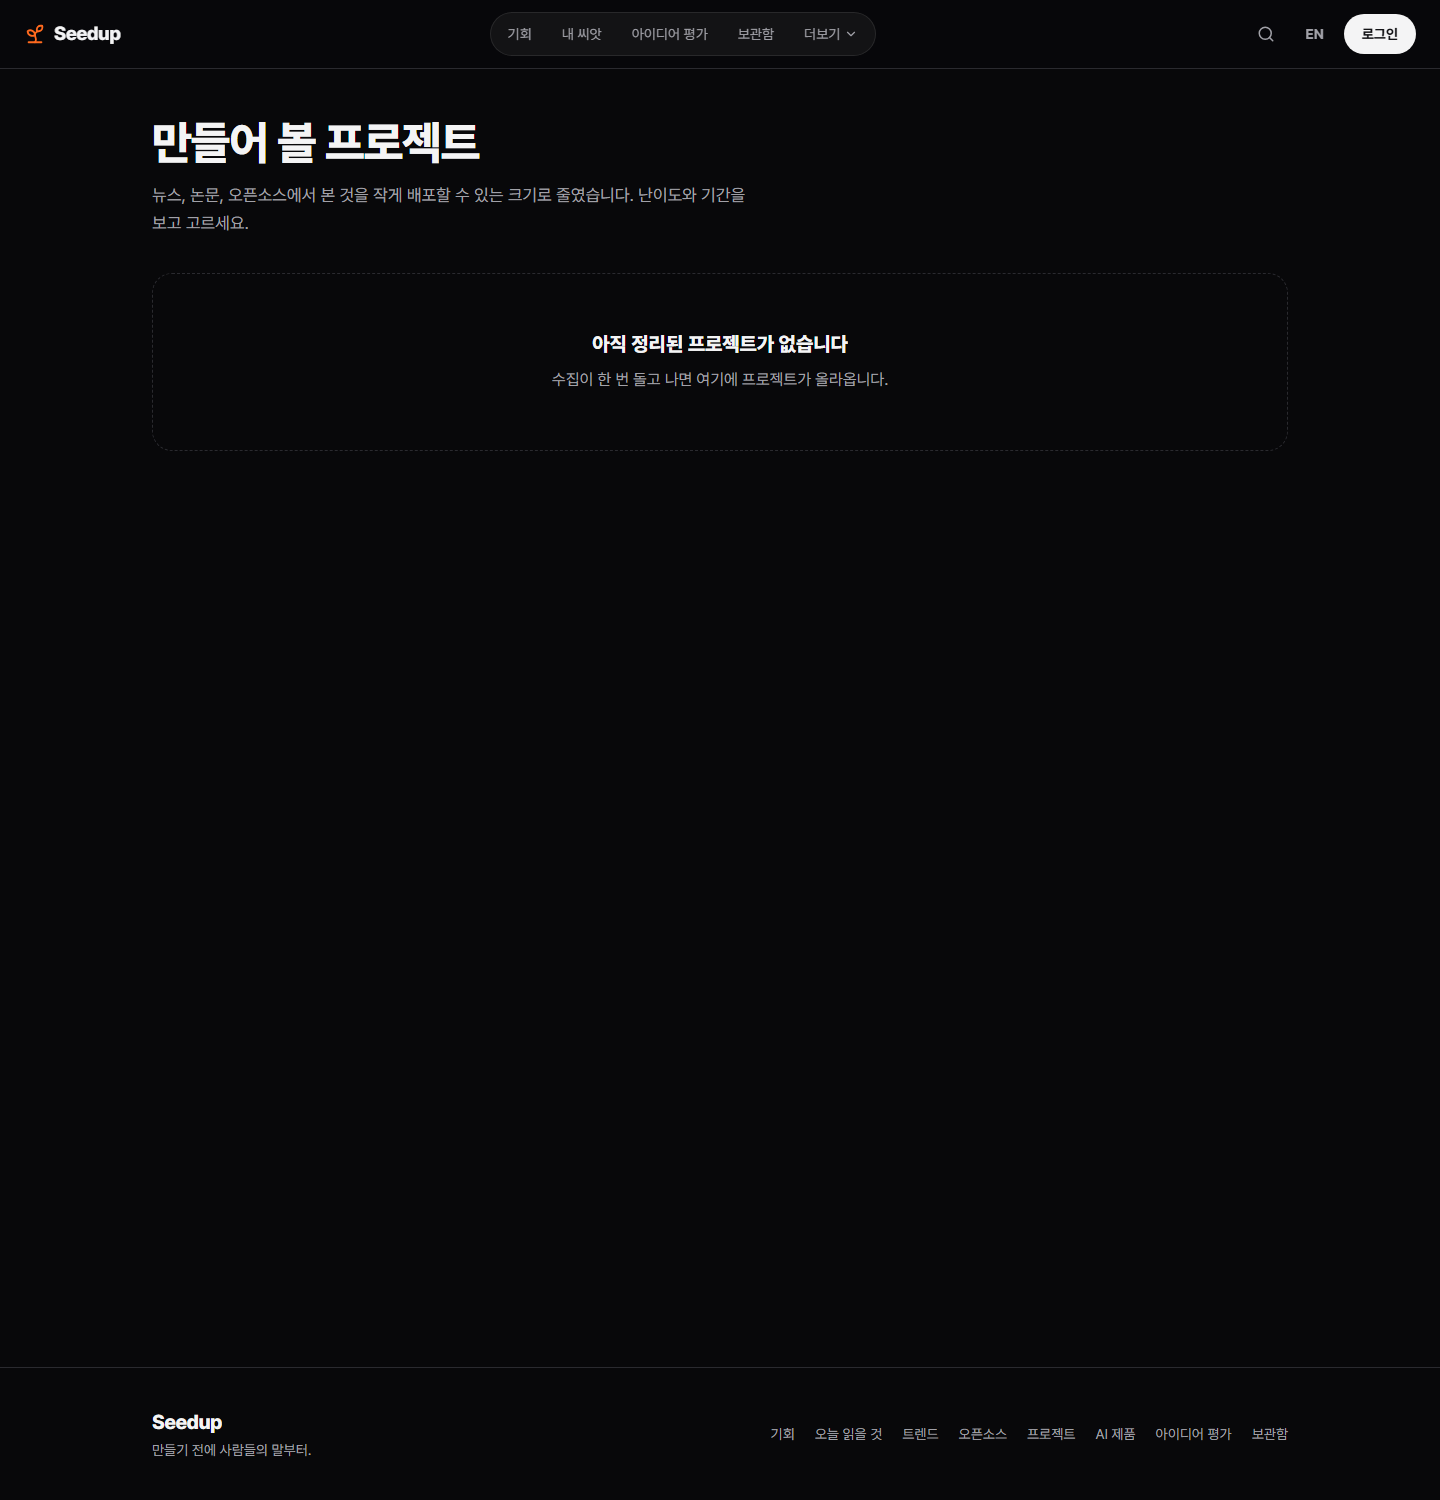 Seedup
기회
내 씨앗
아이디어 평가
보관함
더보기
EN
로그인
만들어 볼 프로젝트
뉴스, 논문, 오픈소스에서 본 것을 작게 배포할 수 있는 크기로 줄였습니다. 난이도와 기간을
보고 고르세요.
아직 정리된 프로젝트가 없습니다
수집이 한 번 돌고 나면 여기에 프로젝트가 올라옵니다.
Seedup
만들기 전에 사람들의 말부터.
기회
오늘 읽을 것
트렌드
오픈소스
프로젝트
AI 제품
아이디어 평가
보관함